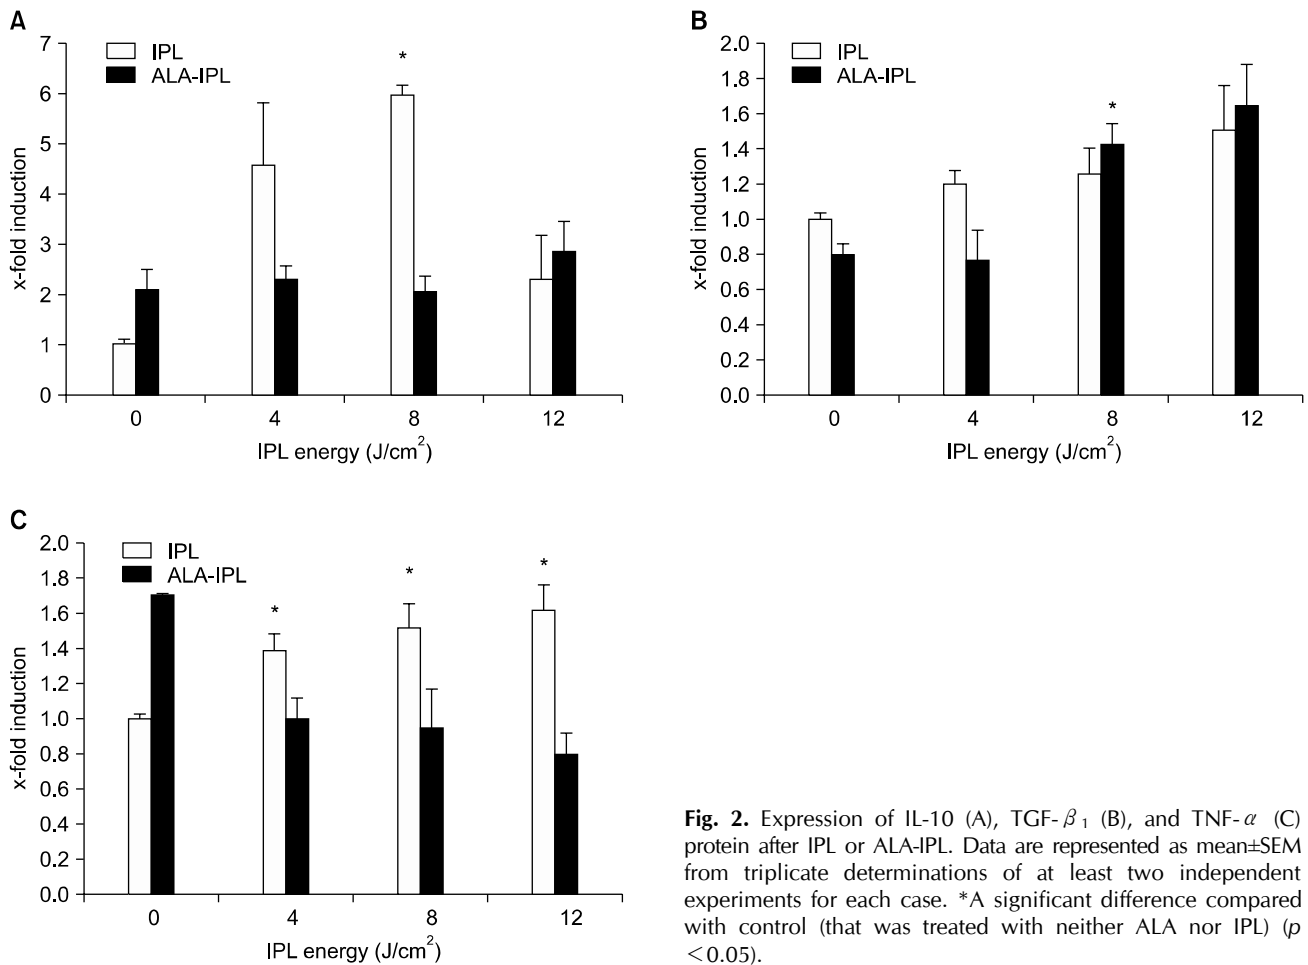 A
7
6
5
4
3
2
1
0
x-fold induction
IPL
ALA-IPL
*
0 4 8 12
IPL energy (J/cm²)
B
2.0
1.8
1.6
1.4
1.2
1.0
0.8
0.6
0.4
0.2
0.0
x-fold induction
IPL
ALA-IPL
*
0 4 8 12
IPL energy (J/cm²)
C
2.0
1.8
1.6
1.4
1.2
1.0
0.8
0.6
0.4
0.2
0.0
x-fold induction
IPL
ALA-IPL
* * *
0 4 8 12
IPL energy (J/cm²)
Fig. 2. Expression of IL-10 (A), TGF-β₁ (B), and TNF-α (C)
protein after IPL or ALA-IPL. Data are represented as mean±SEM
from triplicate determinations of at least two independent
experiments for each case. *A significant difference compared
with control (that was treated with neither ALA nor IPL) (p
<0.05).